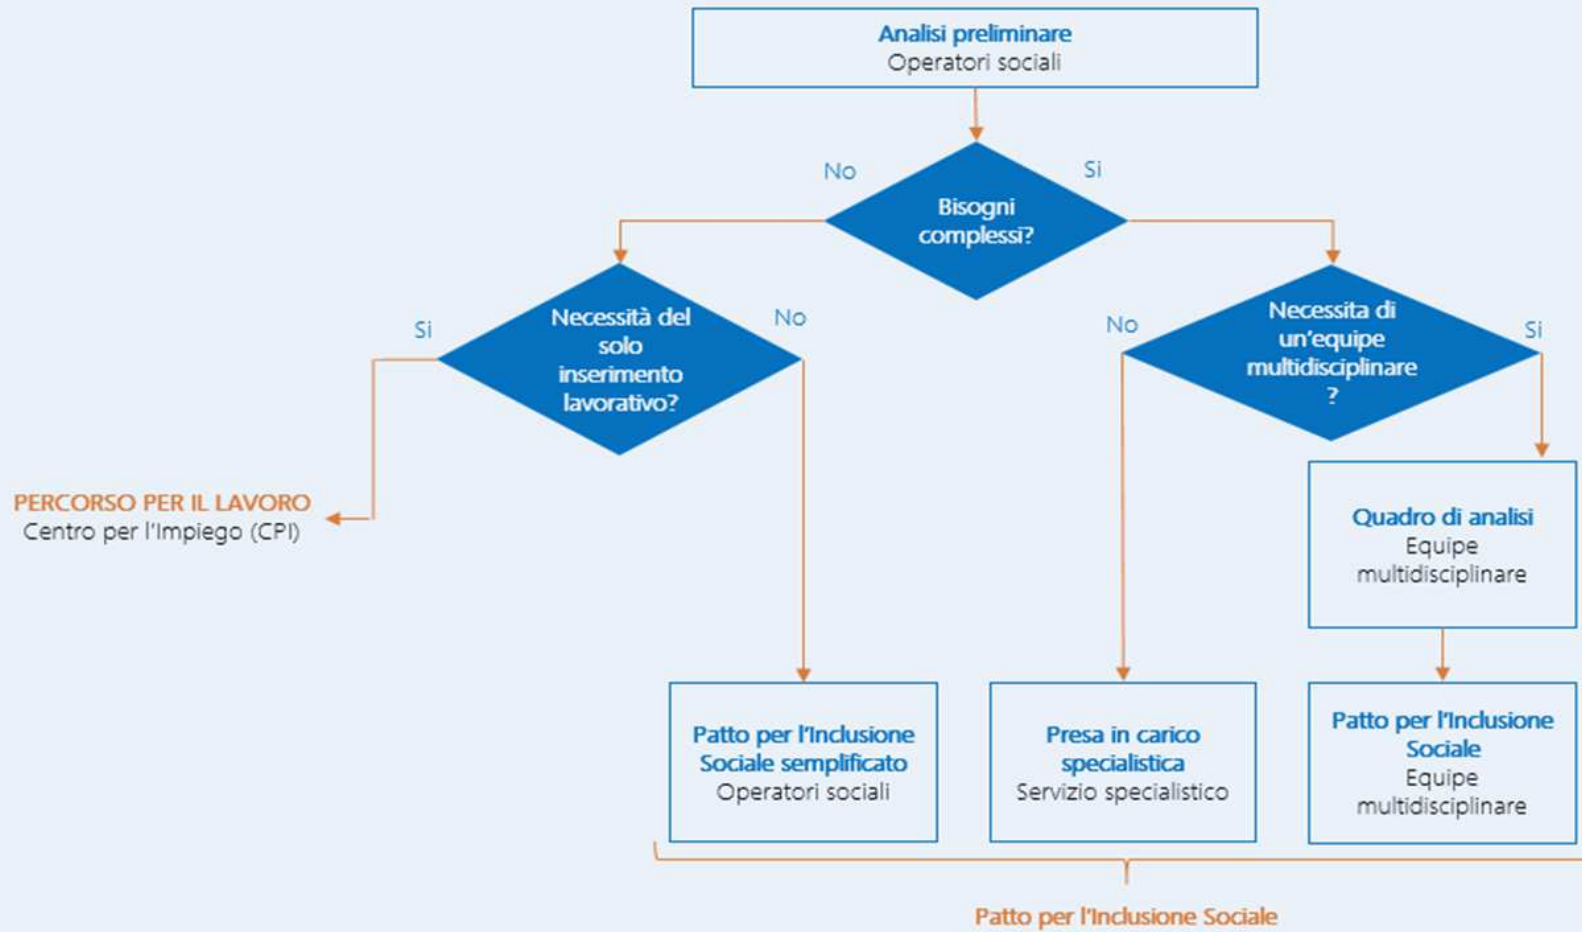 Analisi preliminare
Operatori sociali
No
Si
Bisogni
complessi?
Si
Necessità del
solo
inserimento
lavorativo?
No
No
Necessita di
un'equipe
multidisciplinare
?
Si
PERCORSO PER IL LAVORO
Centro per l'Impiego (CPI)
Quadro di analisi
Equipe
multidisciplinare
Patto per l'Inclusione
Sociale semplificato
Operatori sociali
Presa in carico
specialistica
Servizio specialistico
Patto per l'Inclusione
Sociale
Equipe
multidisciplinare
Patto per l'Inclusione Sociale